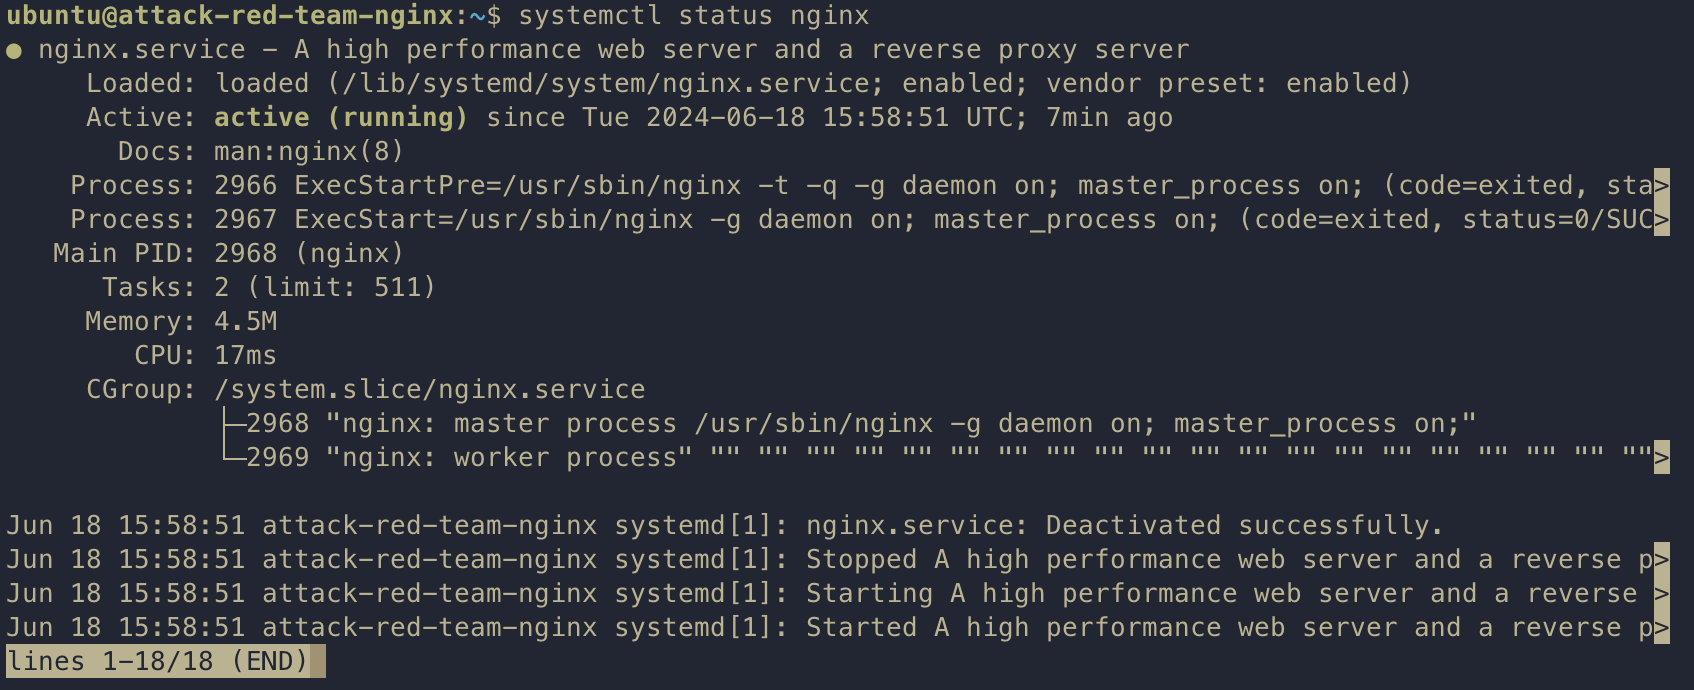 ubuntu@attack-red-team-nginx:~$ systemctl status nginx
● nginx.service - A high performance web server and a reverse proxy server
     Loaded: loaded (/lib/systemd/system/nginx.service; enabled; vendor preset: enabled)
     Active: active (running) since Tue 2024-06-18 15:58:51 UTC; 7min ago
       Docs: man:nginx(8)
    Process: 2966 ExecStartPre=/usr/sbin/nginx -t -q -g daemon on; master_process on; (code=exited, sta>
    Process: 2967 ExecStart=/usr/sbin/nginx -g daemon on; master_process on; (code=exited, status=0/SUC>
   Main PID: 2968 (nginx)
      Tasks: 2 (limit: 511)
     Memory: 4.5M
        CPU: 17ms
     CGroup: /system.slice/nginx.service
             ├─2968 "nginx: master process /usr/sbin/nginx -g daemon on; master_process on;"
             └─2969 "nginx: worker process" "" "" "" "" "" "" "" "" "" "" "" "" "" "" "" "" "" "" "" "">

Jun 18 15:58:51 attack-red-team-nginx systemd[1]: nginx.service: Deactivated successfully.
Jun 18 15:58:51 attack-red-team-nginx systemd[1]: Stopped A high performance web server and a reverse p>
Jun 18 15:58:51 attack-red-team-nginx systemd[1]: Starting A high performance web server and a reverse >
Jun 18 15:58:51 attack-red-team-nginx systemd[1]: Started A high performance web server and a reverse p>
lines 1-18/18 (END)